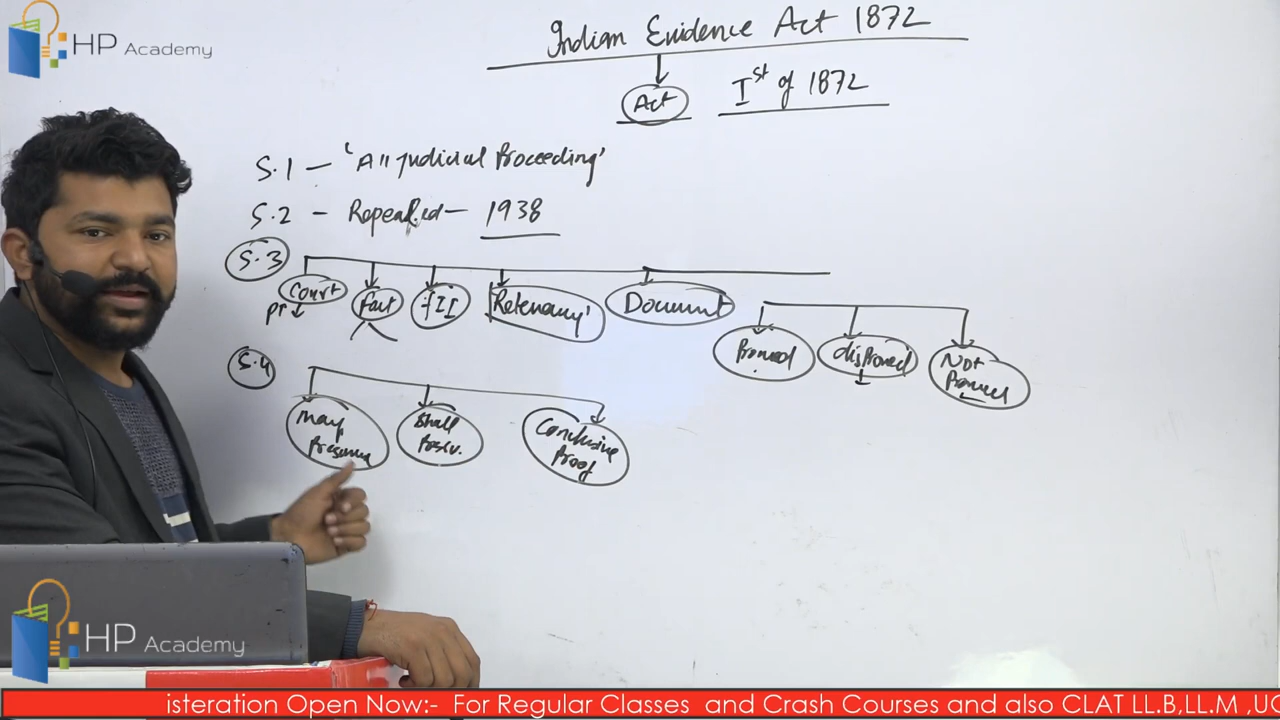 HP Academy
Indian Evidence Act 1872
Act
Ist of 1872
S.1 - 'All Judicial Proceeding'
S.2 - Repealed - 1938
S.3
Court
Fact
fII
Relevancy'
Document
Proved
disproved
Not Proved
S.4
May Presume
Shall
Conclusive Proof
HP Academy
isteration Open Now:- For Regular Classes and Crash Courses and also CLAT LL.B,LL.M ,UG